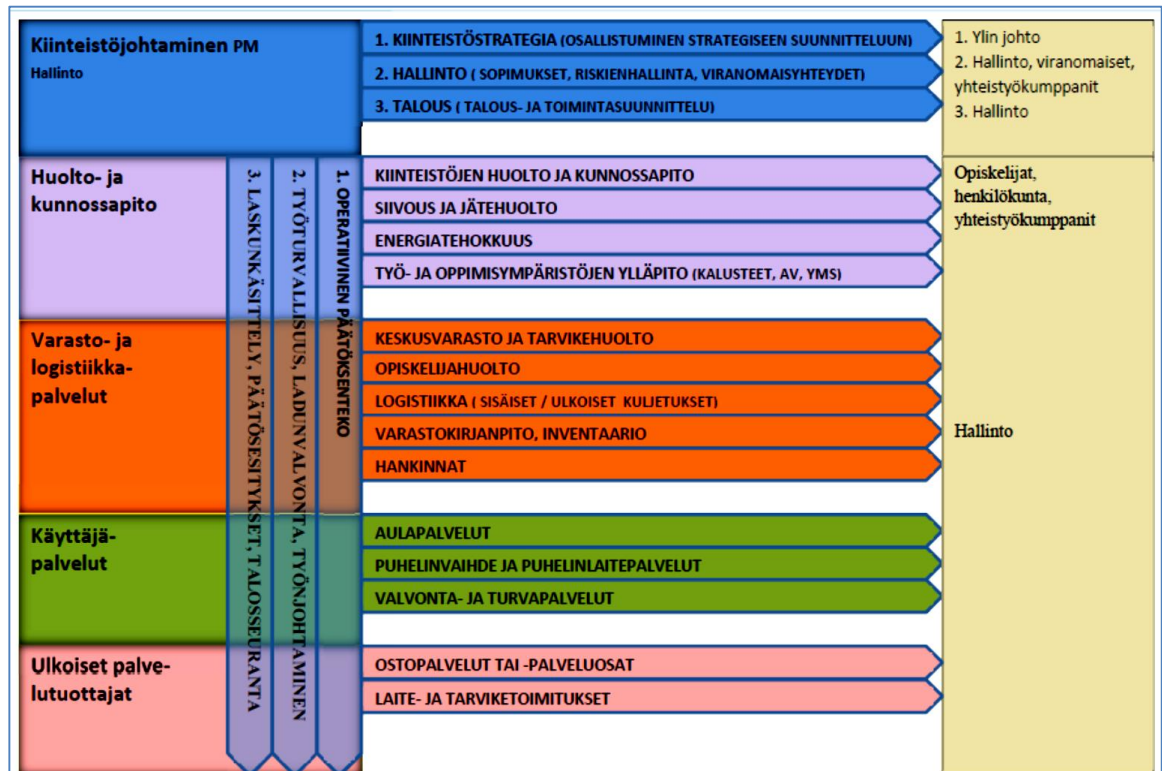 Kiinteistöjohtaminen PM
Hallinto
1. KIINTEISTÖSTRATEGIA (OSALLISTUMINEN STRATEGISEEN SUUNNITTELUUN)
2. HALLINTO ( SOPIMUKSET, RISKIENHALLINTA, VIRANOMAISYHTEYDET)
3. TALOUS ( TALOUS- JA TOIMINTASUUNNITTELU)
1. Ylin johto
2. Hallinto, viranomaiset,
yhteistyökumppanit
3. Hallinto
3. LASKUNKÄSITTELY, PÄÄTÖSESITYKSET, TALOSSEURANTA
2. TYÖTURVALLISUUS, LADUNVALVONTA, TYÖNJOHTAMINEN
1. OPERATIIVINEN PÄÄTÖKSENTEKO
Huolto- ja
kunnossapito
KIINTEISTÖJEN HUOLTO JA KUNNOSSAPITO
SIIVOUS JA JÄTEHUOLTO
ENERGIATEHOKKUUS
TYÖ- JA OPPIMISYMPÄRISTÖJEN YLLÄPITO (KALUSTEET, AV, YMS)
Opiskelijat,
henkilökunta,
yhteistyökumppanit
Varasto- ja
logistiikka-
palvelut
KESKUSVARASTO JA TARVIKEHUOLTO
OPISKELIJAHUOLTO
LOGISTIIKKA ( SISÄISET / ULKOISET KULJETUKSET)
VARASTOKIRJANPITO, INVENTAARIO
HANKINNAT
Hallinto
Käyttäjä-
palvelut
AULAPALVELUT
PUHELINVAIHDE JA PUHELINLAITEPALVELUT
VALVONTA- JA TURVAPALVELUT
Ulkoiset palve-
lutuottajat
OSTOPALVELUT TAI -PALVELUOSAT
LAITE- JA TARVIKETOIMITUKSET